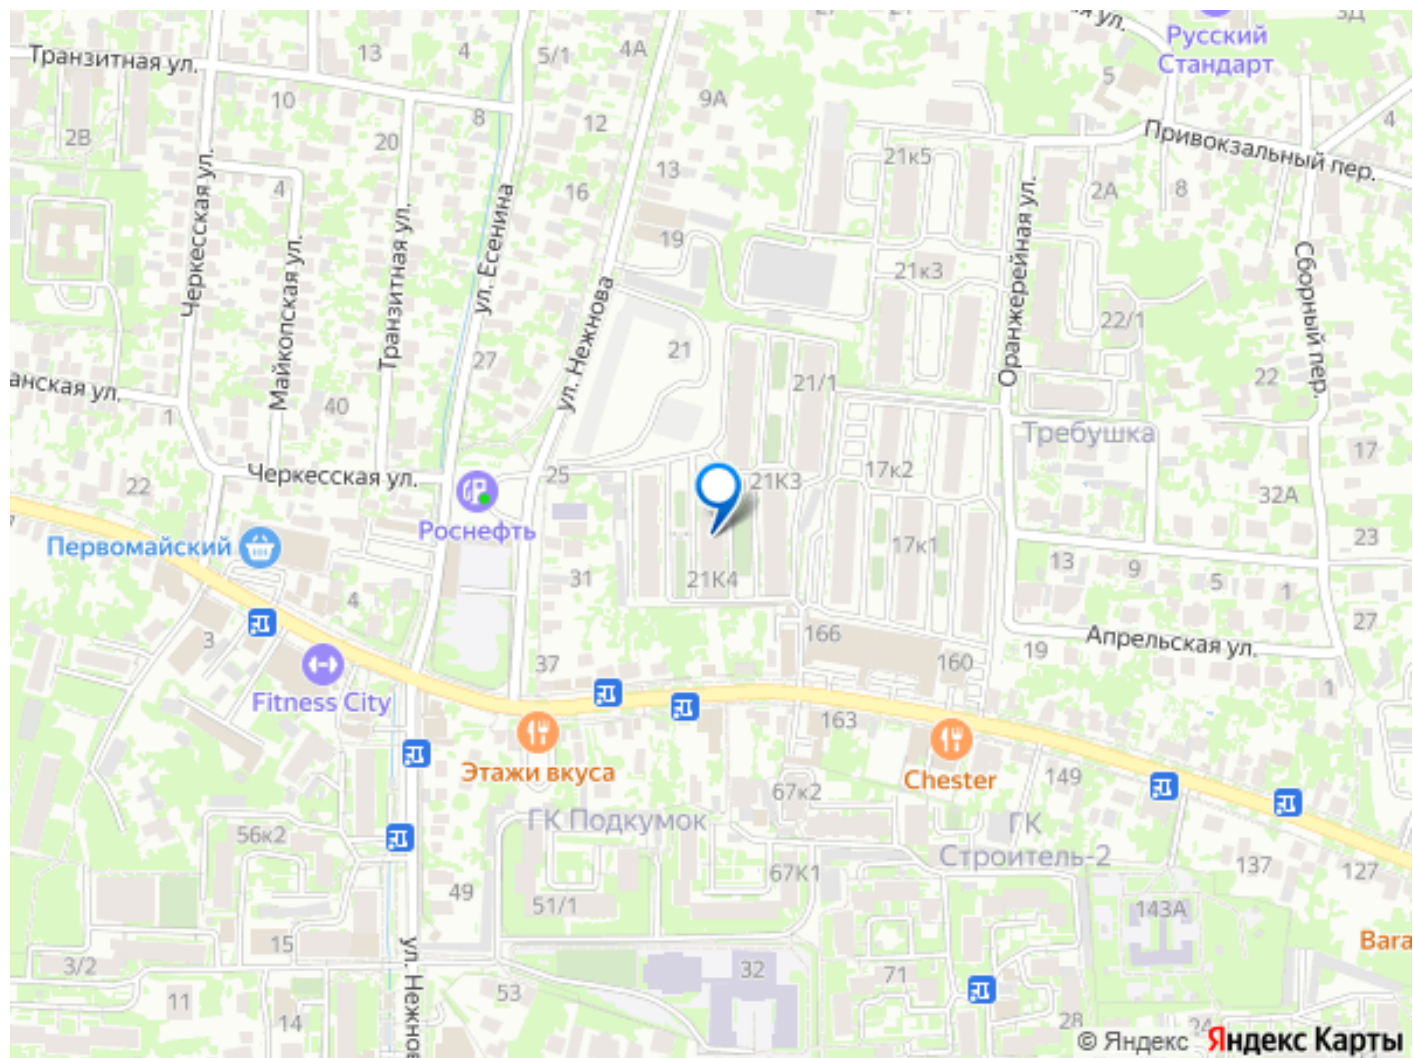 Русский
Стандарт
3Д
Транзитная ул.
13
4
5/1
4А
5
9А
10
8
12
20
2В
4
Привокзальный пер.
Черкесская ул.
4
16
13
21к5
2А
8
Транзитная ул.
Майкопская ул.
ул. Есенина
19
21к3
Оранжерейная ул.
Сборный пер.
ул. Нежнова
27
21
22/1
21/1
22
1
40
Требушка
17
Черкесская ул.
22
25
21К3
17к2
32А
Роснефть
Первомайский
17к1
23
31
21К4
13
9
5
1
4
3
166
27
Апрельская ул.
37
160
19
1
Fitness City
163
Этажи вкуса
Chester
149
67к2
ГК Подкумок
ГК
Строитель-2
56к2
137
127
67К1
49
51/1
143А
15
Bara
3/2
ул. Нежнов
32
71
11
53
14
28
24
© Яндекс Яндекс Карты